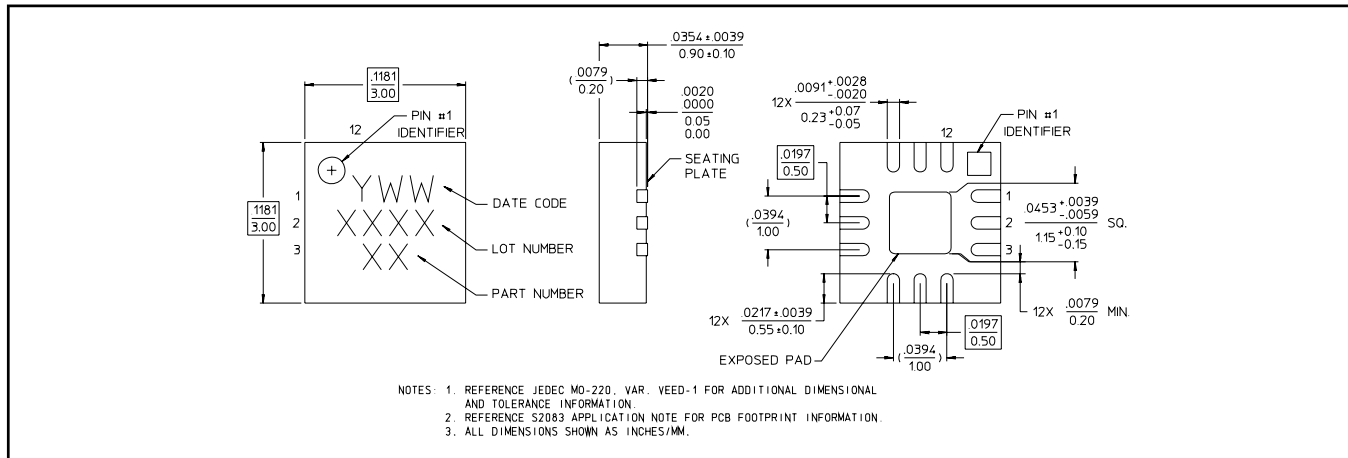 .1181
3.00
PIN #1
IDENTIFIER
12
.1181
3.00
1
2
3
YWW
XXXX
XX
DATE CODE
LOT NUMBER
PART NUMBER
.0354 ±.0039
0.90 ±0.10
(.0079
0.20)
.0020
.0000
0.05
0.00
SEATING
PLATE
12X .0091 +.0028 -.0020
0.23 +0.07 -0.05
12
PIN #1
IDENTIFIER
.0197
0.50
(.0394
1.00)
1
2
3
.0453 +.0039 -.0059 SQ.
1.15 +0.10 -0.15
12X .0217 ±.0039
0.55 ±0.10
12X .0079 MIN.
0.20
.0197
0.50
EXPOSED PAD
(.0394
1.00)
NOTES: 1. REFERENCE JEDEC MO-220, VAR. VEED-1 FOR ADDITIONAL DIMENSIONAL
AND TOLERANCE INFORMATION.
2. REFERENCE S2083 APPLICATION NOTE FOR PCB FOOTPRINT INFORMATION.
3. ALL DIMENSIONS SHOWN AS INCHES/MM.